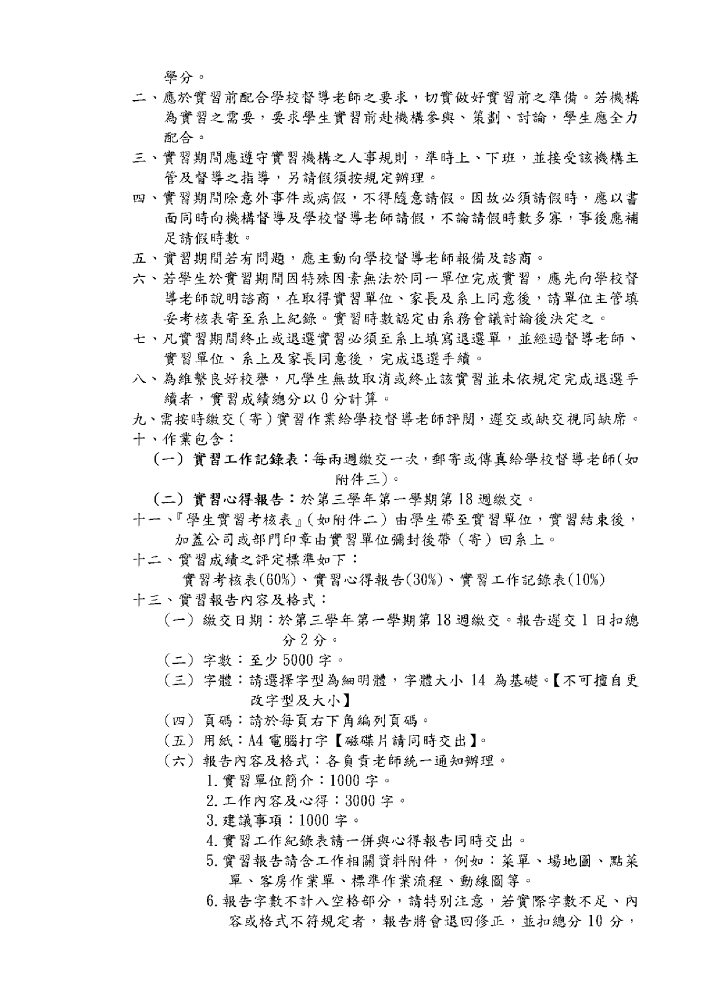 學分。
二、應於實習前配合學校督導老師之要求，切實做好實習前之準備。若機構
為實習之需要，要求學生實習前赴機構參與、策劃、討論，學生應全力
配合。
三、實習期間應遵守實習機構之人事規則，準時上、下班，並接受該機構主
管及督導之指導，另請假須按規定辦理。
四、實習期間除意外事件或病假，不得隨意請假。因故必須請假時，應以書
面同時向機構督導及學校督導老師請假，不論請假時數多寡，事後應補
足請假時數。
五、實習期間若有問題，應主動向學校督導老師報備及諮商。
六、若學生於實習期間因特殊因素無法於同一單位完成實習，應先向學校督
導老師說明諮商，在取得實習單位、家長及系上同意後，請單位主管填
妥考核表寄至系上紀錄。實習時數認定由系務會議討論後決定之。
七、凡實習期間終止或退選實習必須至系上填寫退選單，並經過督導老師、
實習單位、系上及家長同意後，完成退選手續。
八、為維繫良好校譽，凡學生無故取消或終止該實習並未依規定完成退選手
續者，實習成績總分以0分計算。
九、需按時繳交（寄）實習作業給學校督導老師評閱，遲交或缺交視同缺席。
十、作業包含：
（一）實習工作記錄表：每兩週繳交一次，郵寄或傳真給學校督導老師(如
附件三)。
（二）實習心得報告：於第三學年第一學期第18週繳交。
十一、『學生實習考核表』（如附件二）由學生帶至實習單位，實習結束後，
加蓋公司或部門印章由實習單位彌封後帶（寄）回系上。
十二、實習成績之評定標準如下：
實習考核表(60%)、實習心得報告(30%)、實習工作記錄表(10%)
十三、實習報告內容及格式：
（一）繳交日期：於第三學年第一學期第18週繳交。報告遲交1日扣總
分2分。
（二）字數：至少5000字。
（三）字體：請選擇字型為細明體，字體大小 14 為基礎。【不可擅自更
改字型及大小】
（四）頁碼：請於每頁右下角編列頁碼。
（五）用紙：A4電腦打字【磁碟片請同時交出】。
（六）報告內容及格式：各負責老師統一通知辦理。
1.實習單位簡介：1000字。
2.工作內容及心得：3000字。
3.建議事項：1000字。
4.實習工作紀錄表請一併與心得報告同時交出。
5.實習報告請含工作相關資料附件，例如：菜單、場地圖、點菜
單、客房作業單、標準作業流程、動線圖等。
6.報告字數不計入空格部分，請特別注意，若實際字數不足、內
容或格式不符規定者，報告將會退回修正，並扣總分10分，